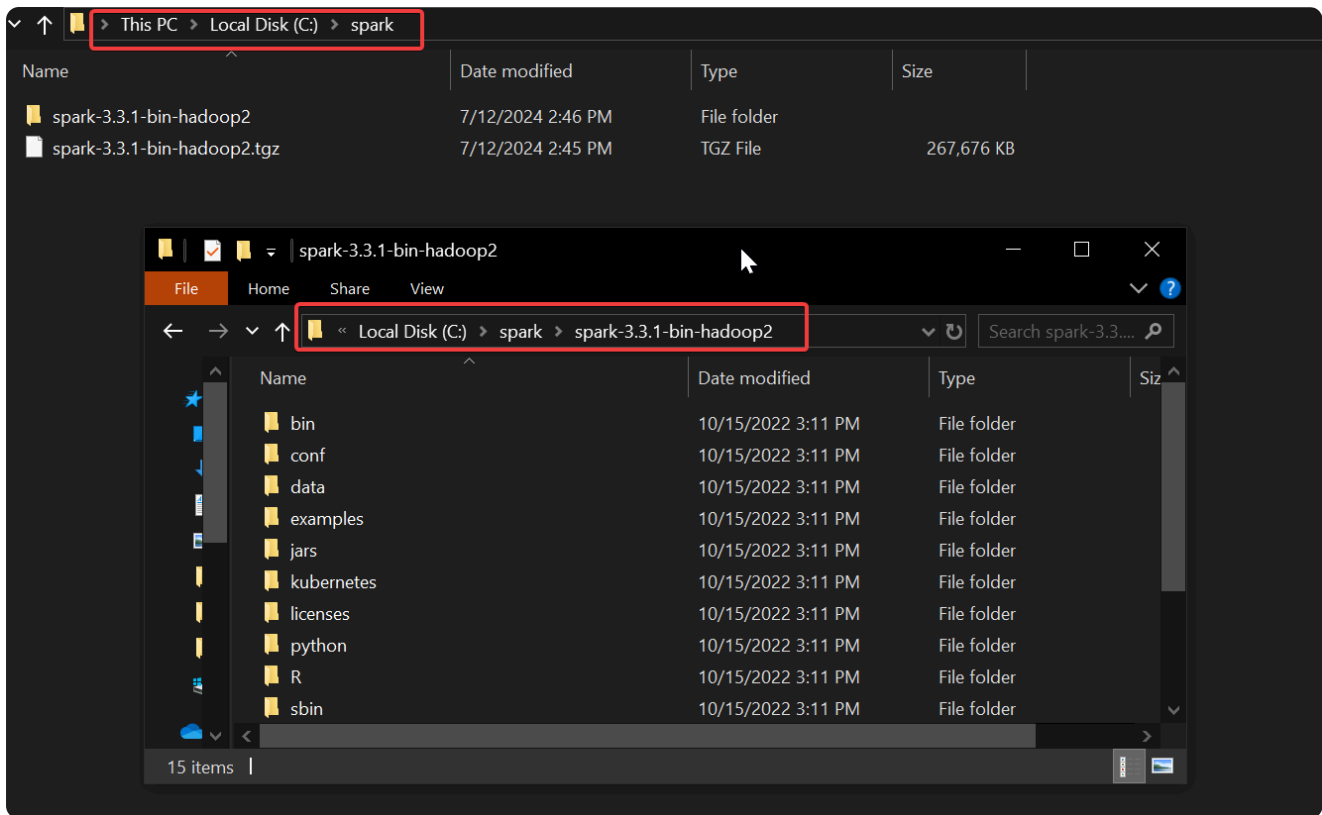 This PC > Local Disk (C:) > spark
Name Date modified Type Size
spark-3.3.1-bin-hadoop2 7/12/2024 2:46 PM File folder
spark-3.3.1-bin-hadoop2.tgz 7/12/2024 2:45 PM TGZ File 267,676 KB
spark-3.3.1-bin-hadoop2
File Home Share View ?
« Local Disk (C:) > spark > spark-3.3.1-bin-hadoop2 Search spark-3.3....
Name Date modified Type Siz
bin 10/15/2022 3:11 PM File folder
conf 10/15/2022 3:11 PM File folder
data 10/15/2022 3:11 PM File folder
examples 10/15/2022 3:11 PM File folder
jars 10/15/2022 3:11 PM File folder
kubernetes 10/15/2022 3:11 PM File folder
licenses 10/15/2022 3:11 PM File folder
python 10/15/2022 3:11 PM File folder
R 10/15/2022 3:11 PM File folder
sbin 10/15/2022 3:11 PM File folder
15 items